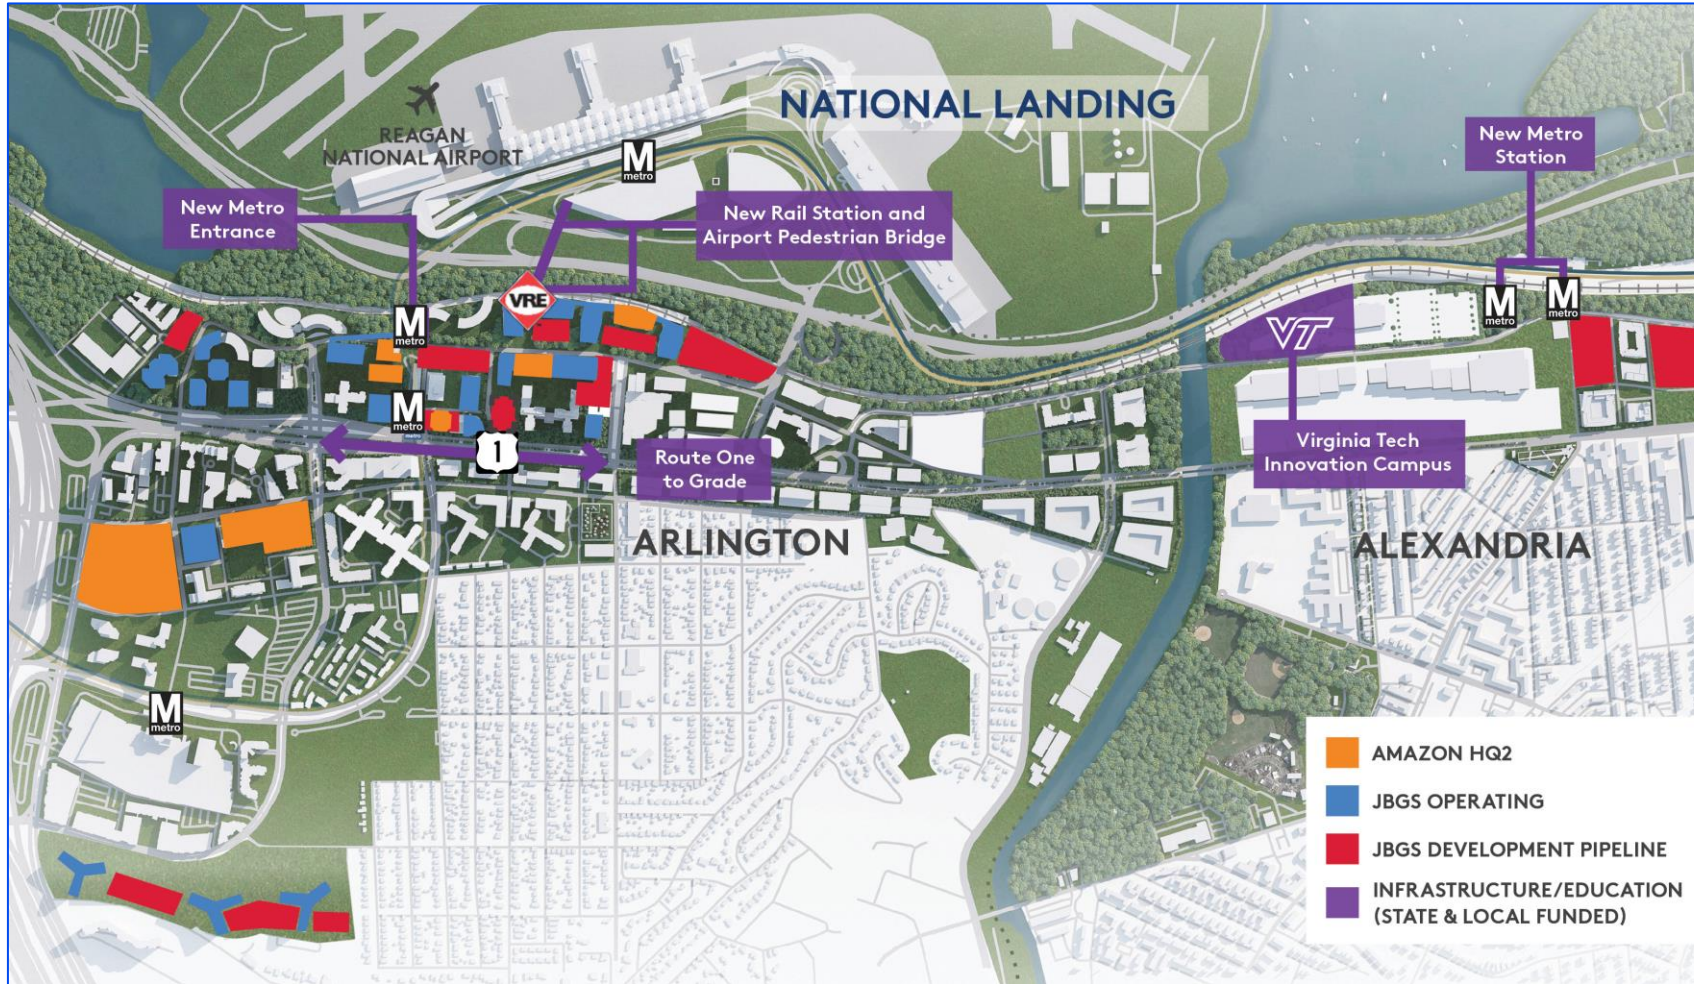 NATIONAL LANDING
REAGAN
NATIONAL AIRPORT
M
metro
New Metro
Station
New Metro
Entrance
New Rail Station and
Airport Pedestrian Bridge
VRE
M
metro
M
metro
M
metro
VT
M
metro
1
Route One
to Grade
Virginia Tech
Innovation Campus
ARLINGTON
ALEXANDRIA
M
metro
AMAZON HQ2
JBGS OPERATING
JBGS DEVELOPMENT PIPELINE
INFRASTRUCTURE/EDUCATION
(STATE & LOCAL FUNDED)